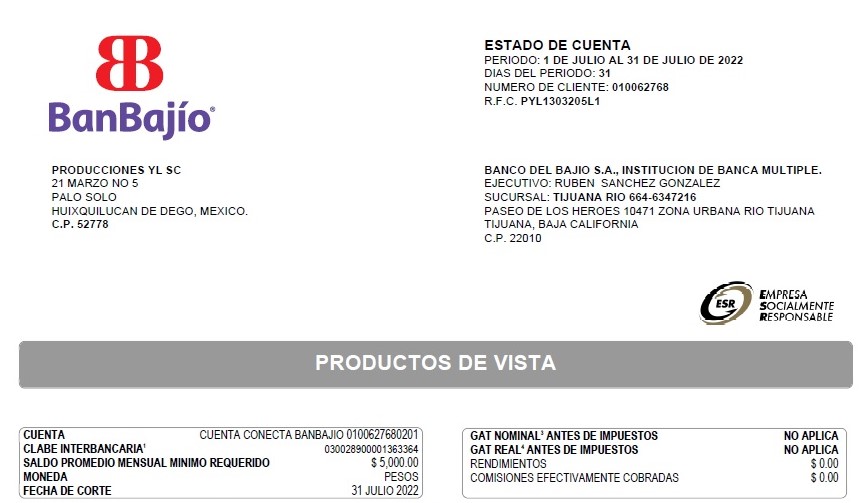 BanBajío®
ESTADO DE CUENTA
PERIODO: 1 DE JULIO AL 31 DE JULIO DE 2022
DIAS DEL PERIODO: 31
NUMERO DE CLIENTE: 010062768
R.F.C. PYL1303205L1
PRODUCCIONES YL SC
21 MARZO NO 5
PALO SOLO
HUIXQUILUCAN DE DEGO, MEXICO.
C.P. 52778
BANCO DEL BAJIO S.A., INSTITUCION DE BANCA MULTIPLE.
EJECUTIVO: RUBEN SANCHEZ GONZALEZ
SUCURSAL: TIJUANA RIO 664-6347216
PASEO DE LOS HEROES 10471 ZONA URBANA RIO TIJUANA
TIJUANA, BAJA CALIFORNIA
C.P. 22010
ESR
EMPRESA
SOCIALMENTE
RESPONSABLE
PRODUCTOS DE VISTA
CUENTA CUENTA CONECTA BANBAJIO 0100627680201
CLABE INTERBANCARIA¹ 030028900001363364
SALDO PROMEDIO MENSUAL MINIMO REQUERIDO $ 5,000.00
MONEDA PESOS
FECHA DE CORTE 31 JULIO 2022
GAT NOMINAL³ ANTES DE IMPUESTOS NO APLICA
GAT REAL⁴ ANTES DE IMPUESTOS NO APLICA
RENDIMIENTOS $ 0.00
COMISIONES EFECTIVAMENTE COBRADAS $ 0.00